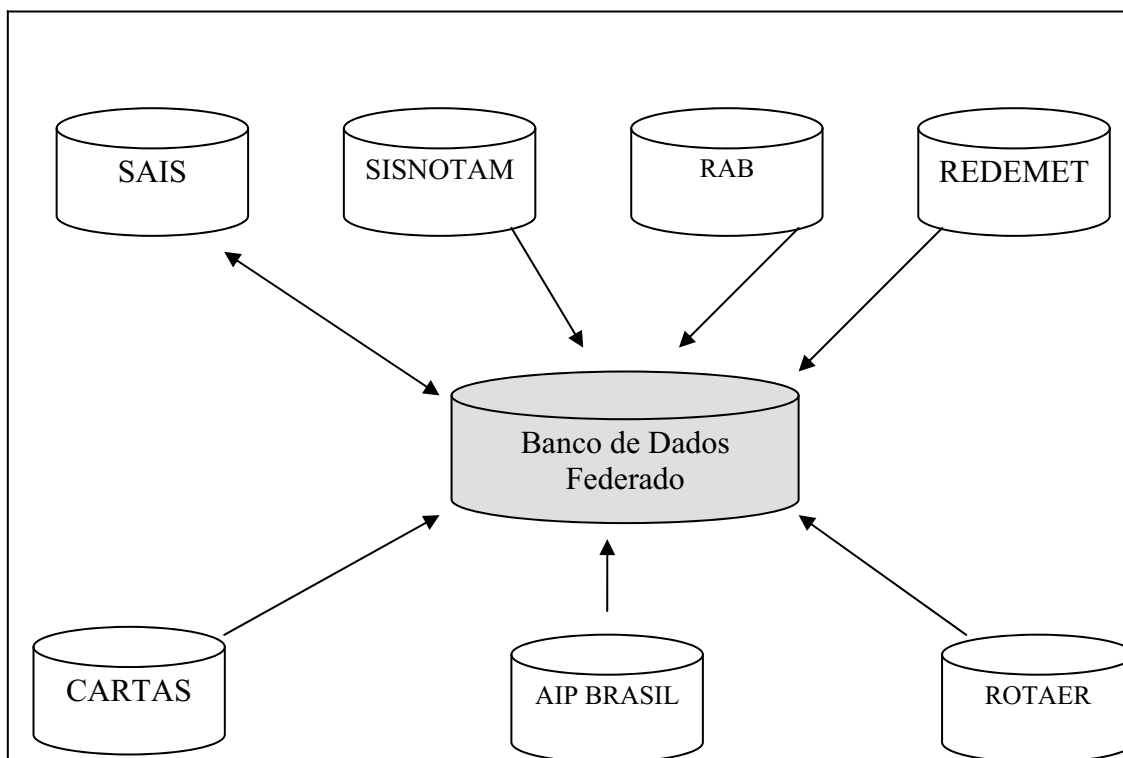 SAIS
SISNOTAM
RAB
REDEMET
Banco de Dados
Federado
CARTAS
AIP BRASIL
ROTAER